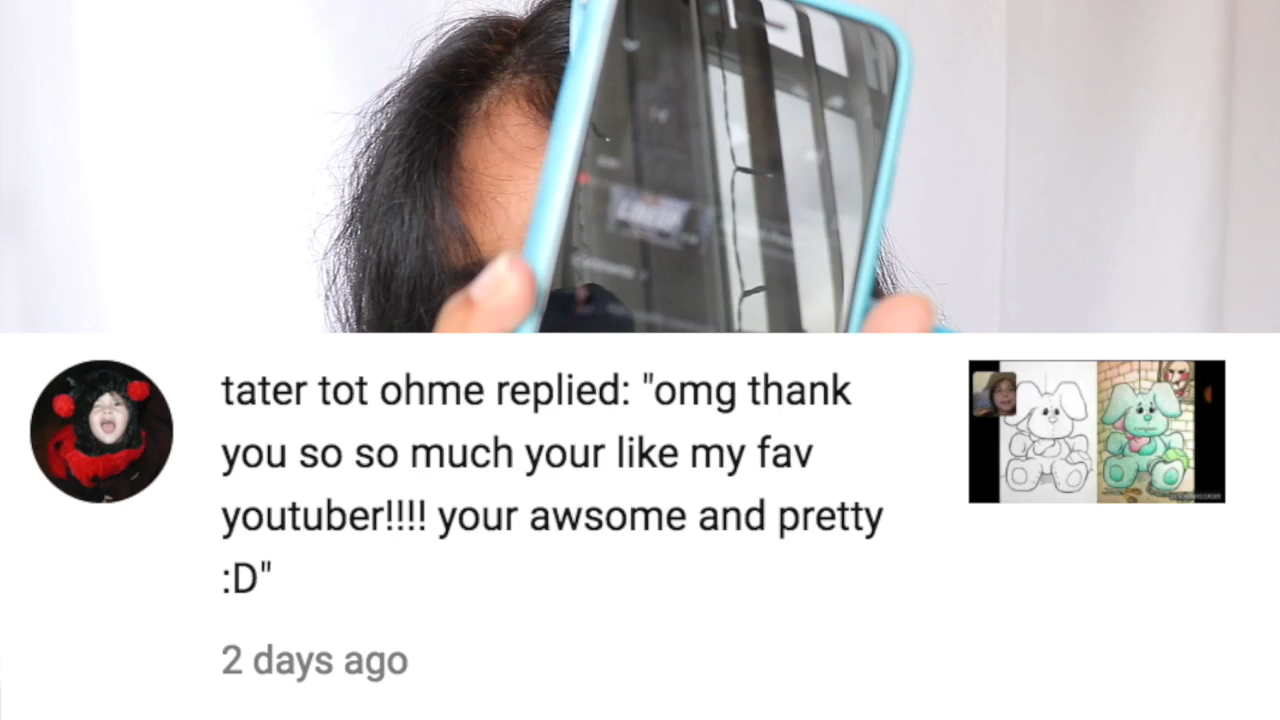 tater tot ohme replied: "omg thank
you so so much your like my fav
youtuber!!!! your awsome and pretty
:D"
2 days ago